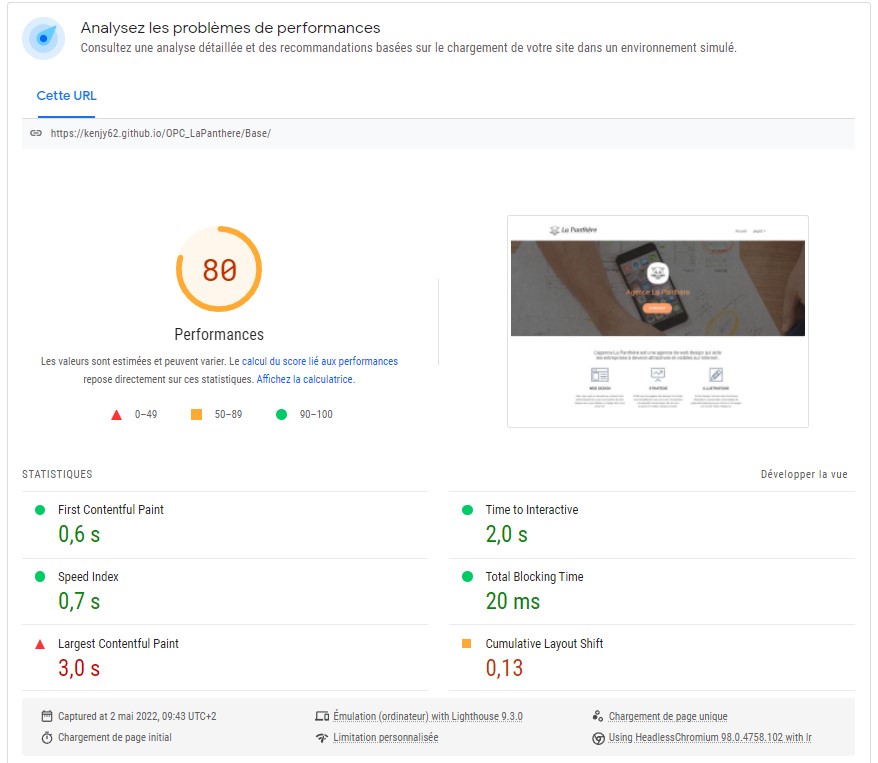 Analysez les problèmes de performances
Consultez une analyse détaillée et des recommandations basées sur le chargement de votre site dans un environnement simulé.
Cette URL
https://kenjy62.github.io/OPC_LaPanthere/Base/
80
Performances
Les valeurs sont estimées et peuvent varier. Le calcul du score lié aux performances
repose directement sur ces statistiques. Affichez la calculatrice.
0–49
50–89
90–100
La Panthère
Agence La Panthère
L'agence La Panthère est une agence de web design qui aide
les entreprises à devenir attractives et visibles sur Internet.
WEB DESIGN
STRATÉGIE
ILLUSTRATIONS
STATISTIQUES
Développer la vue
First Contentful Paint
0,6 s
Time to Interactive
2,0 s
Speed Index
0,7 s
Total Blocking Time
20 ms
Largest Contentful Paint
3,0 s
Cumulative Layout Shift
0,13
Captured at 2 mai 2022, 09:43 UTC+2
Émulation (ordinateur) with Lighthouse 9.3.0
Chargement de page unique
Chargement de page initial
Limitation personnalisée
Using HeadlessChromium 98.0.4758.102 with lr